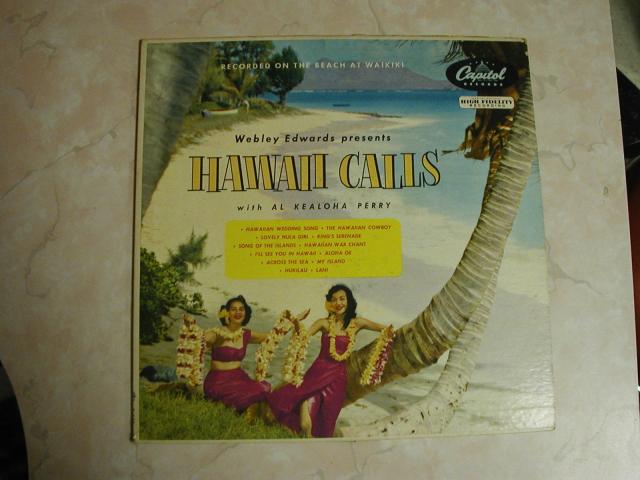 RECORDED ON THE BEACH AT WAIKIKI
Capitol
RECORDS
HIGH FIDELITY
RECORDING
Webley Edwards presents
HAWAII CALLS
with AL KEALOHA PERRY
• HAWAIIAN WEDDING SONG • THE HAWAIIAN COWBOY
• LOVELY HULA GIRL • KING'S SERENADE
• SONG OF THE ISLANDS • HAWAIIAN WAR CHANT
• I'LL SEE YOU IN HAWAII • ALOHA OE
• ACROSS THE SEA • MY ISLAND
• HUKILAU • LANI